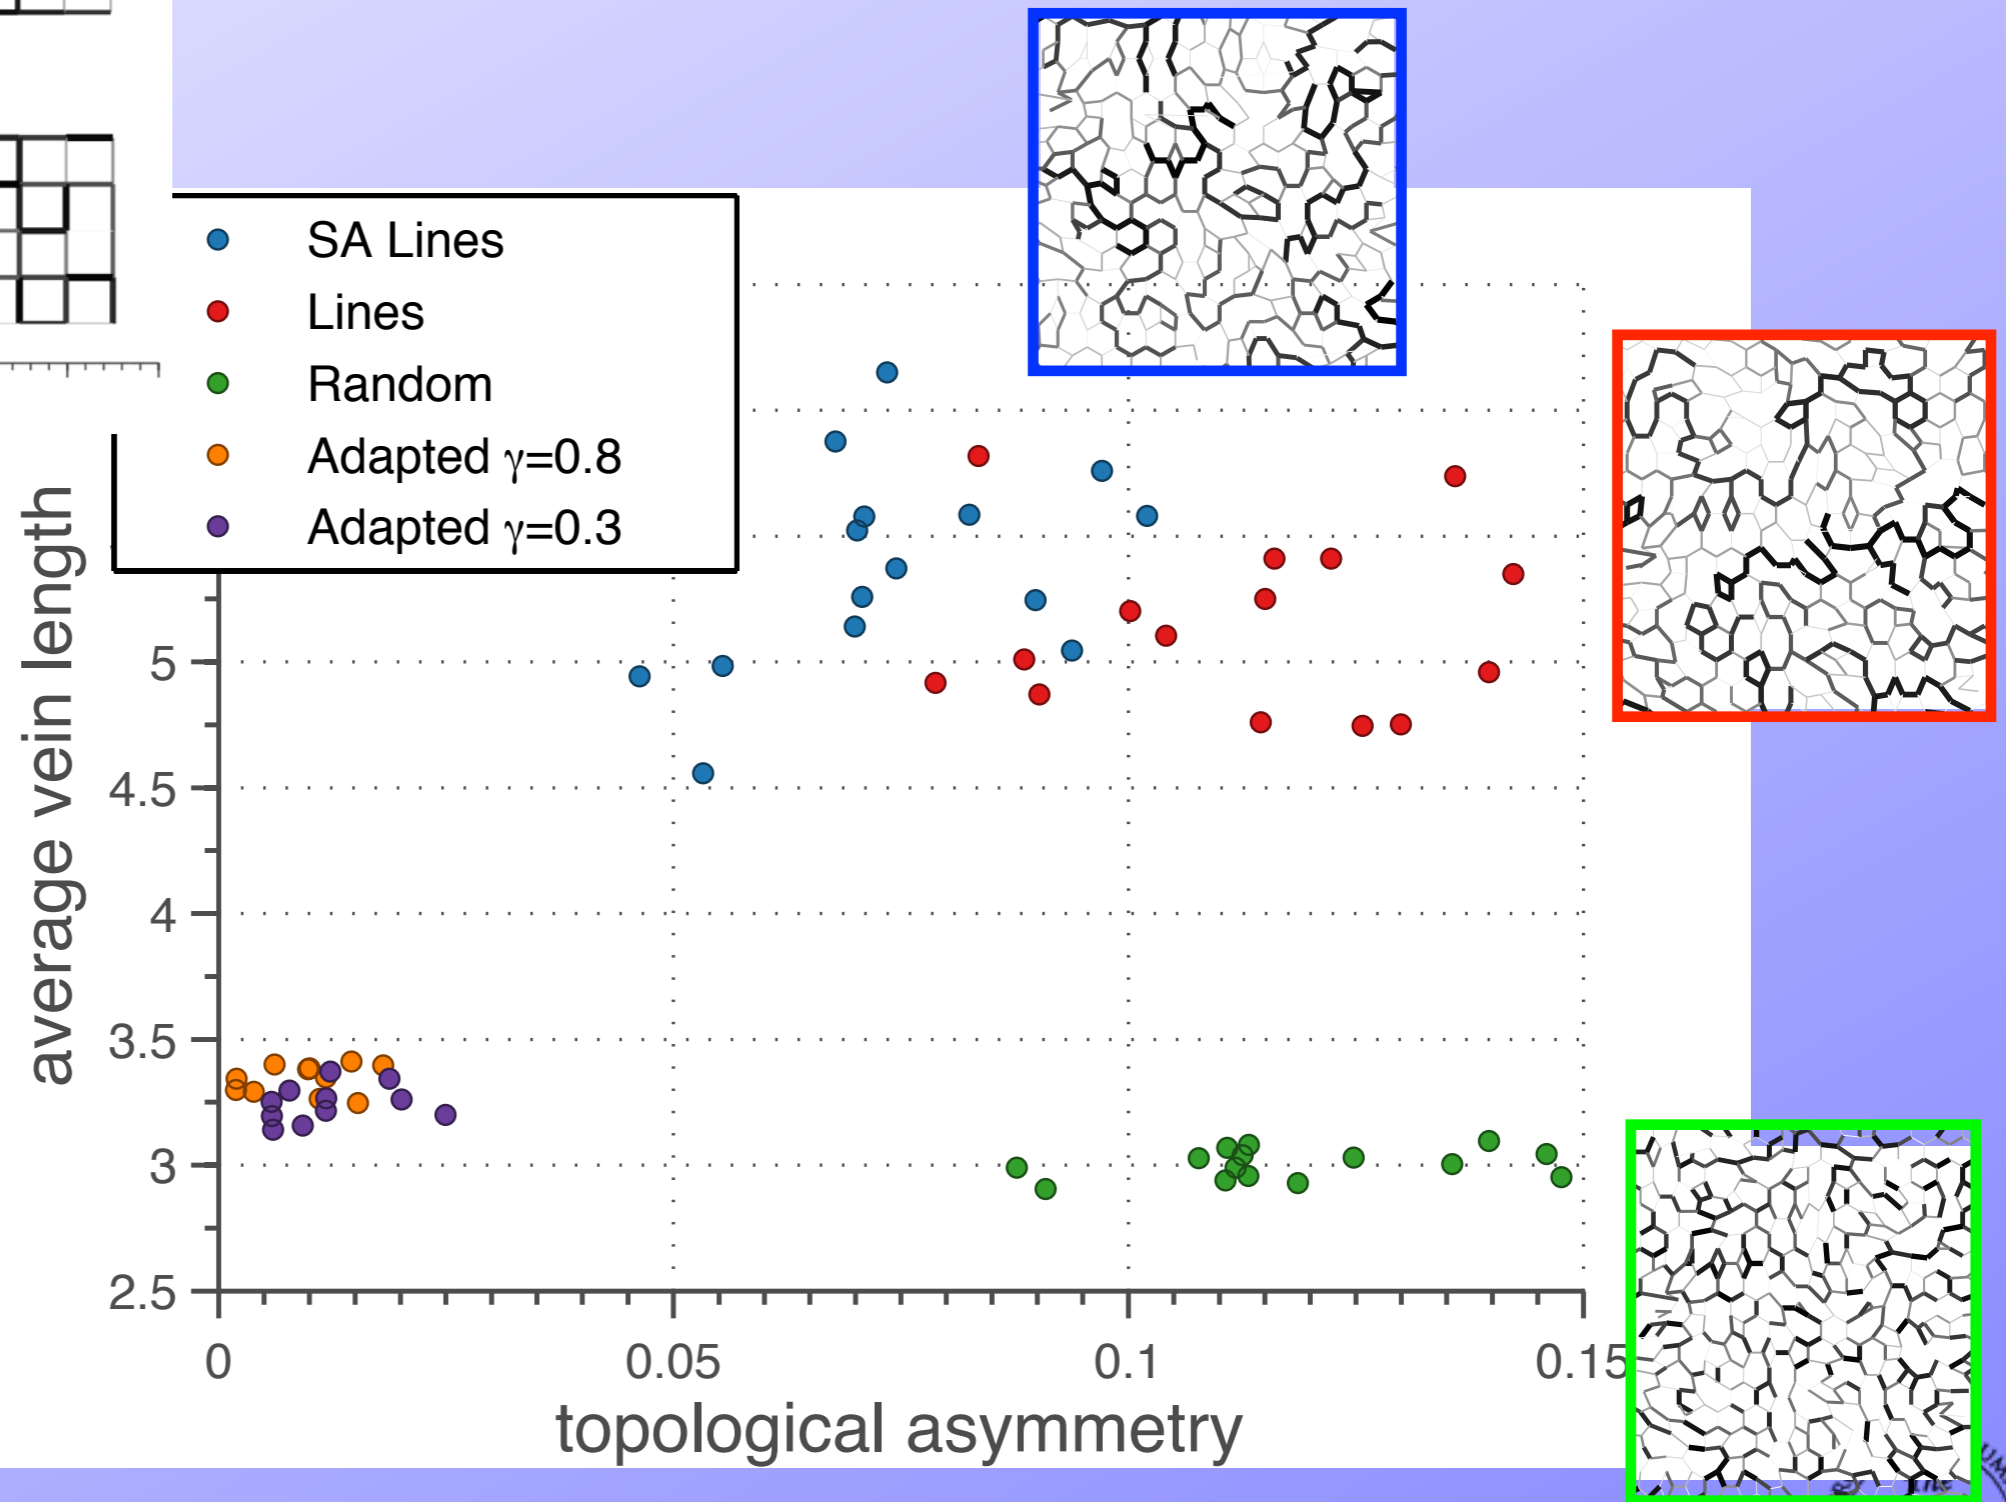 SA Lines
Lines
Random
Adapted γ=0.8
Adapted γ=0.3
average vein length
5
4.5
4
3.5
3
2.5
0 0.05 0.1 0.15
topological asymmetry